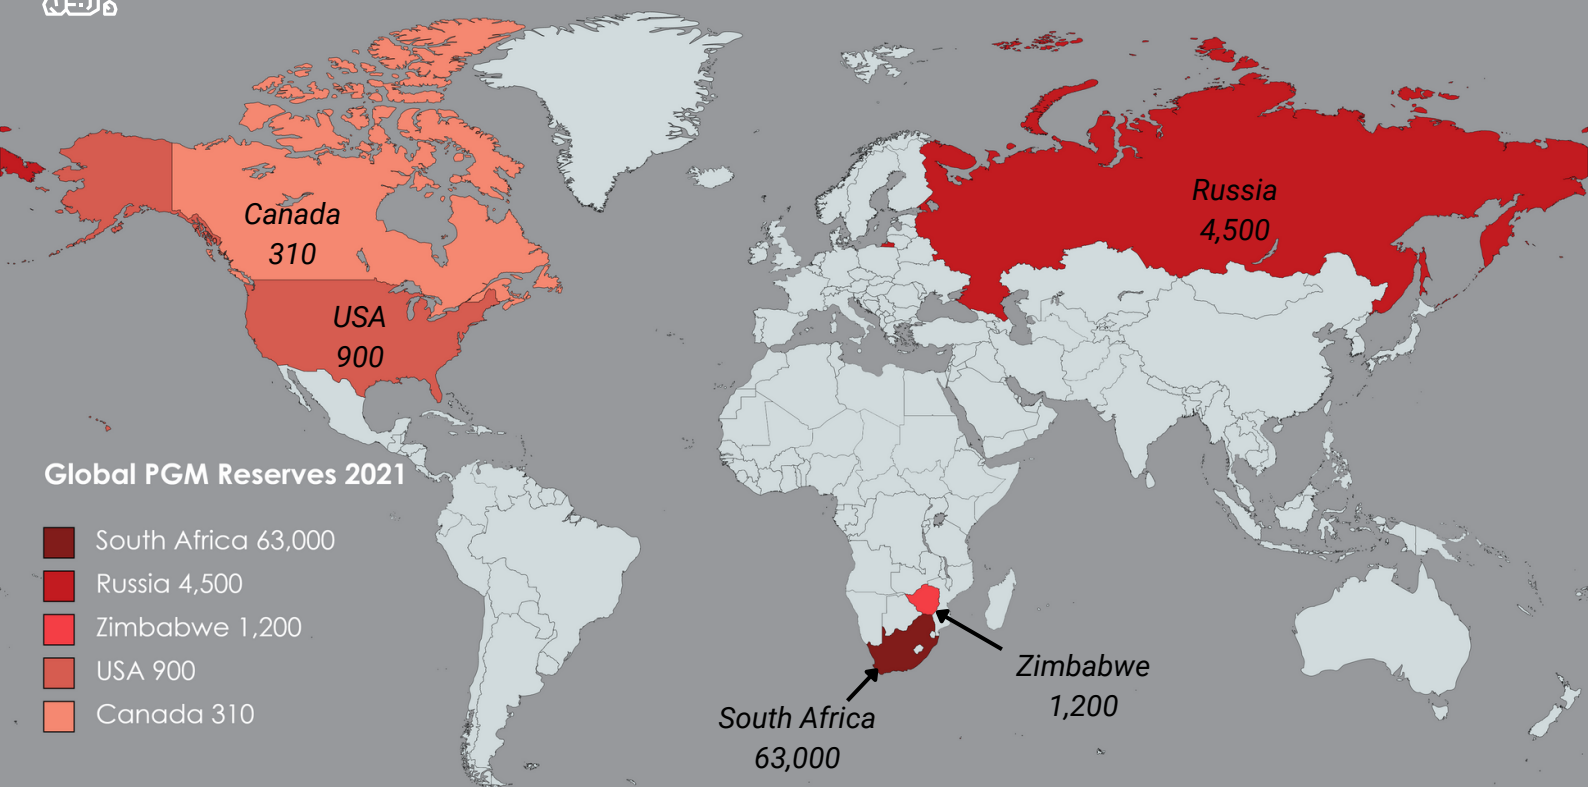 Canada
310
USA
900
Russia
4,500
Global PGM Reserves 2021
South Africa 63,000
Russia 4,500
Zimbabwe 1,200
USA 900
Canada 310
Zimbabwe
1,200
South Africa
63,000